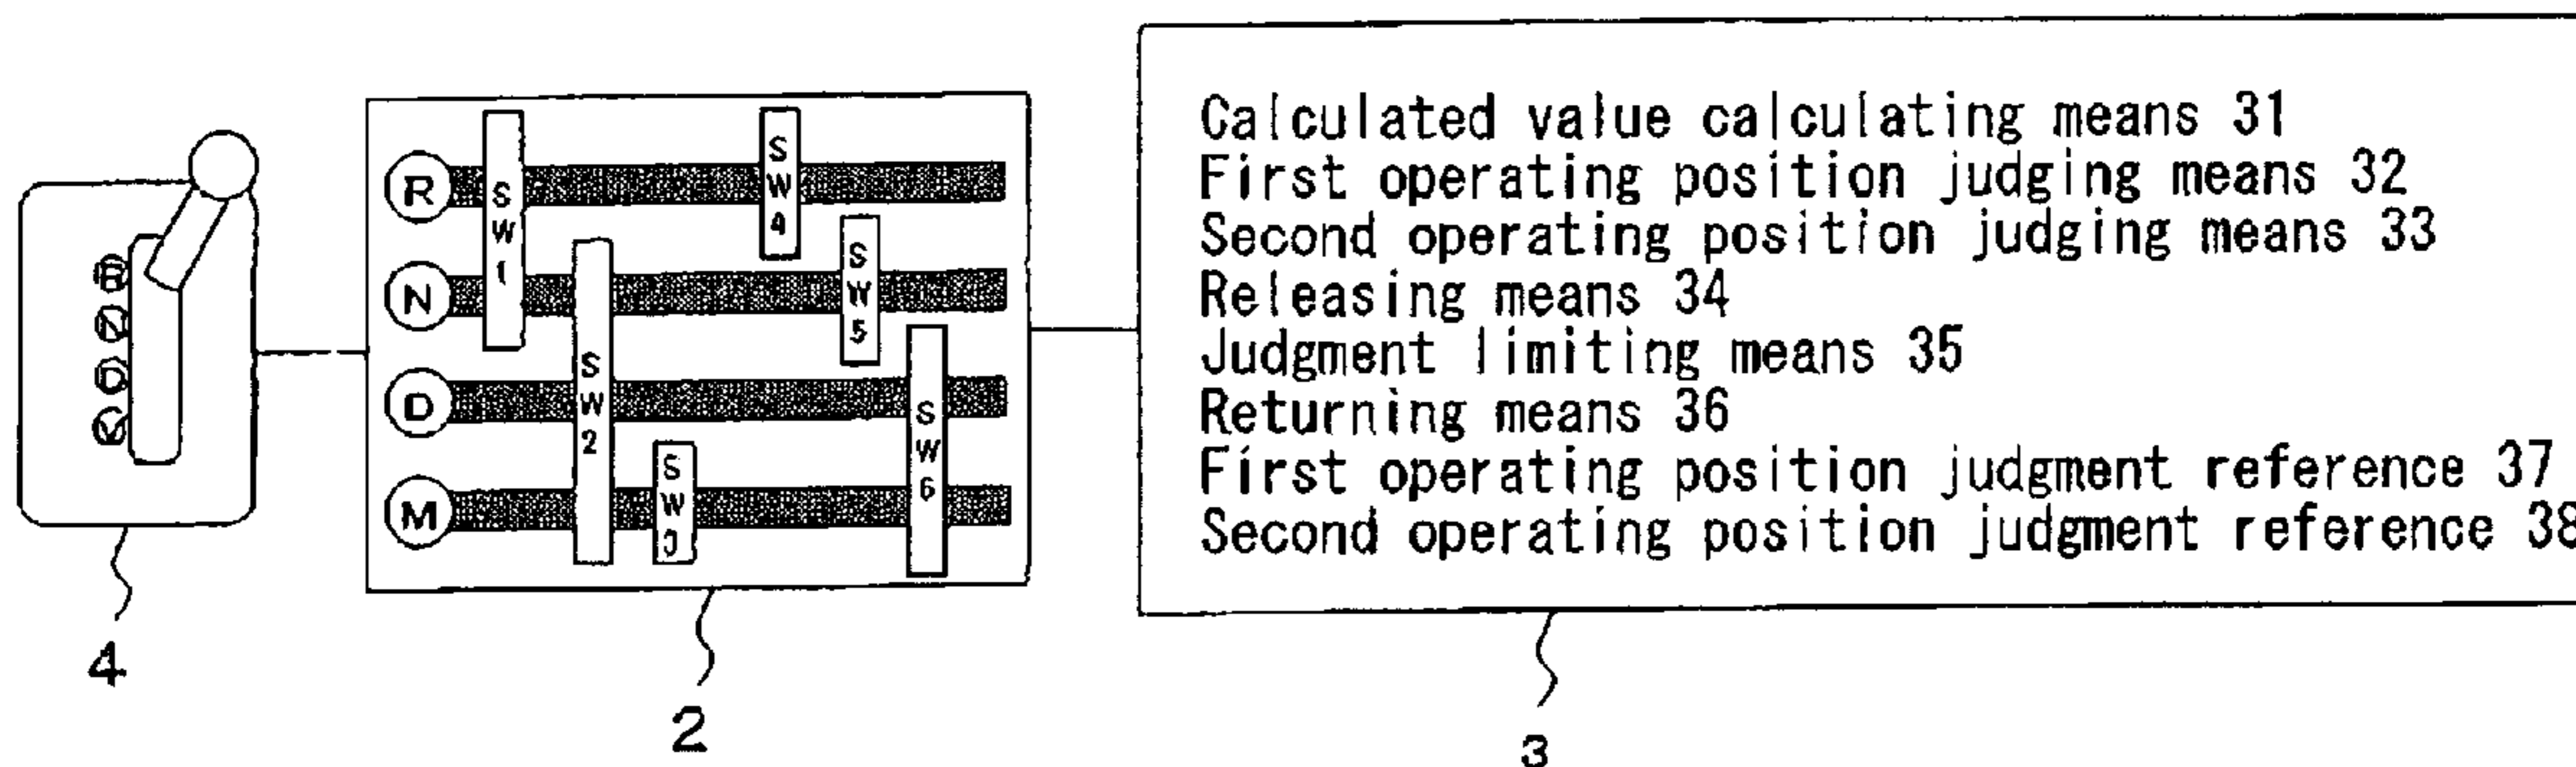 R
N
D
M
R
N
D
M
SW1
SW2
SW3
SW4
SW5
SW6
Calculated value calculating means 31
First operating position judging means 32
Second operating position judging means 33
Releasing means 34
Judgment limiting means 35
Returning means 36
First operating position judgment reference 37
Second operating position judgment reference 38
4
2
3